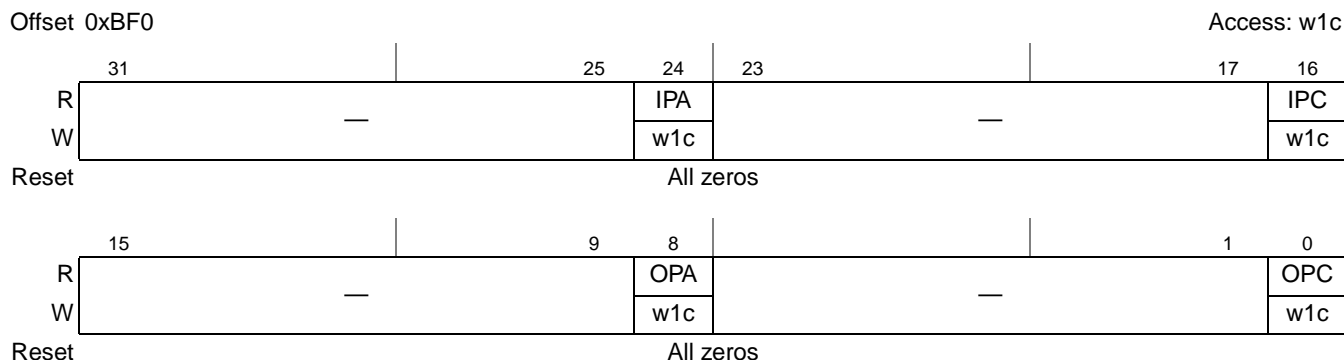 Offset 0xBF0 Access: w1c
31 25 24 23 17 16
R — IPA — IPC
W w1c w1c
Reset All zeros
15 9 8 1 0
R — OPA — OPC
W w1c w1c
Reset All zeros